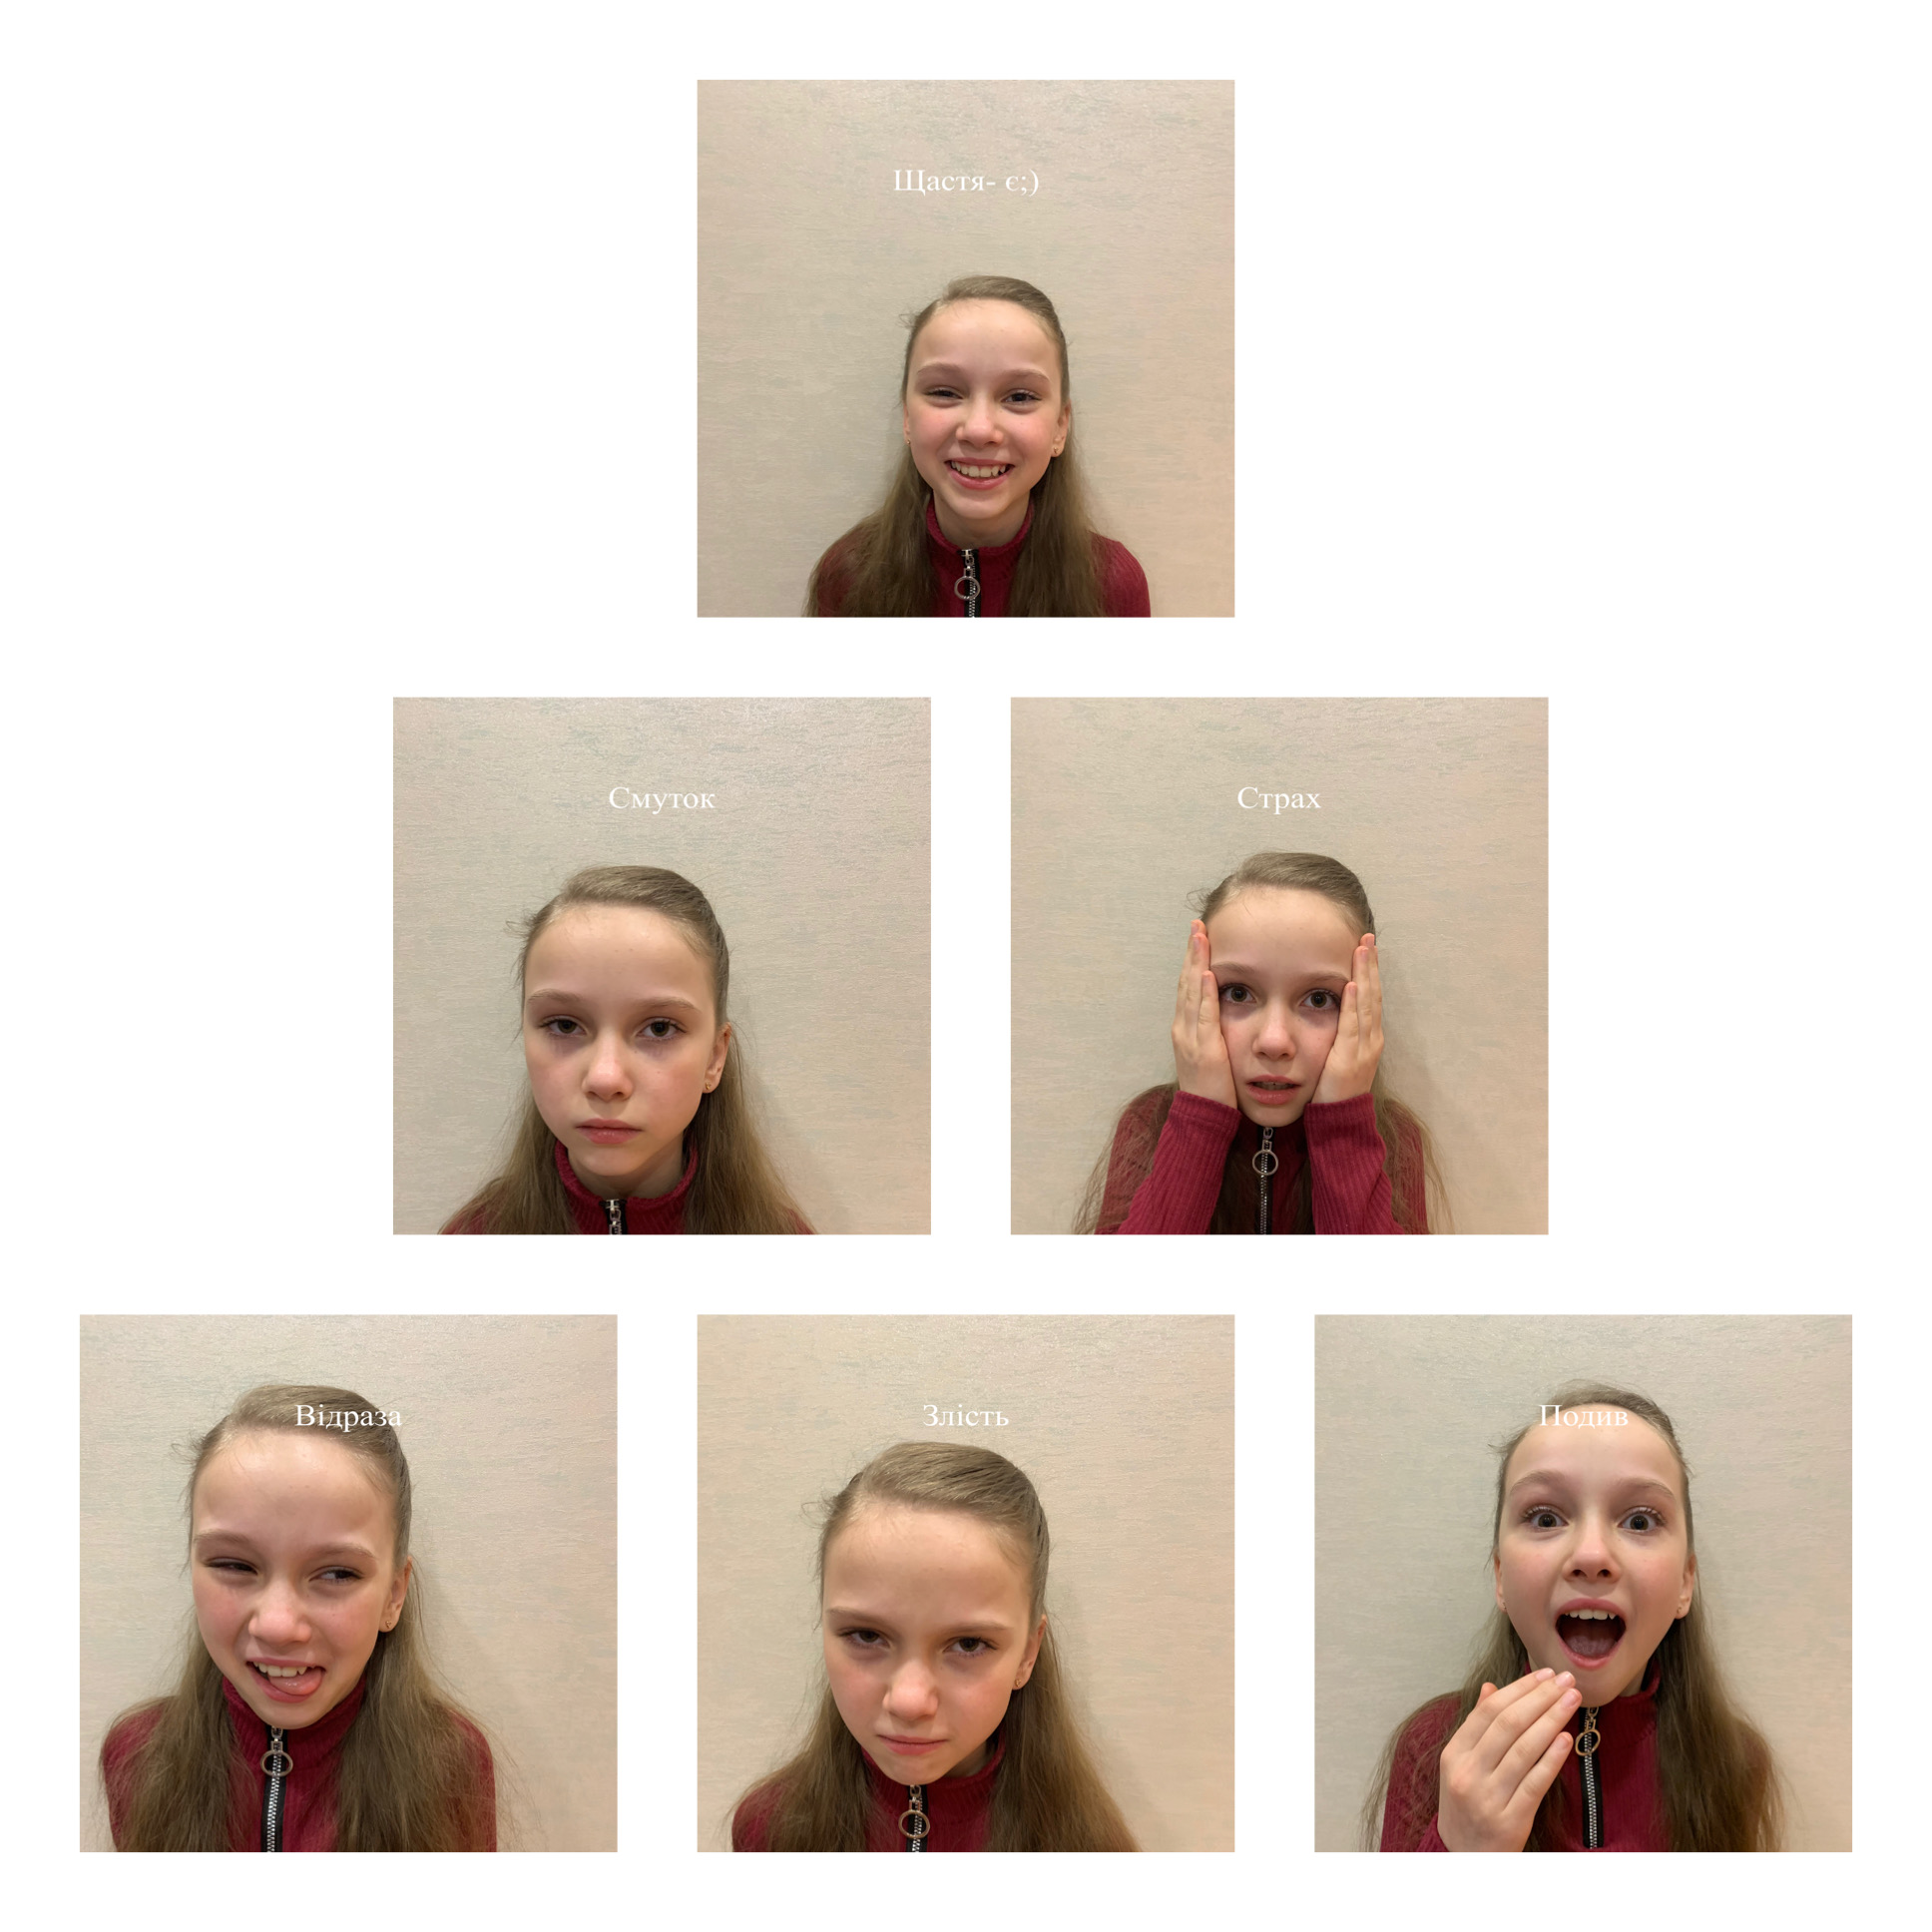 Щастя- є;)
Смуток
Страх
Відраза
Злість
Подив